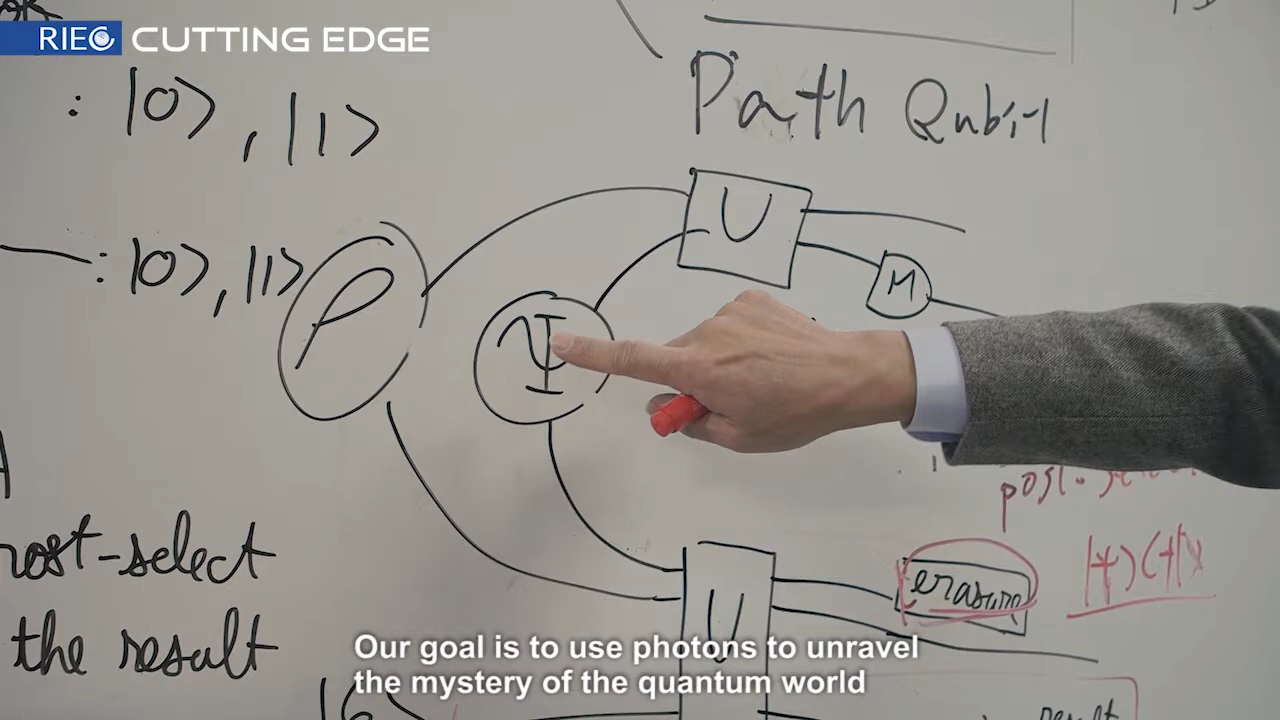 RIEC CUTTING EDGE
Path Qubit
: |0⟩, |1⟩
: |0⟩, |1⟩
U
M
ρ
Ψ
post-select
the result
erasure
U
Our goal is to use photons to unravel
the mystery of the quantum world
result